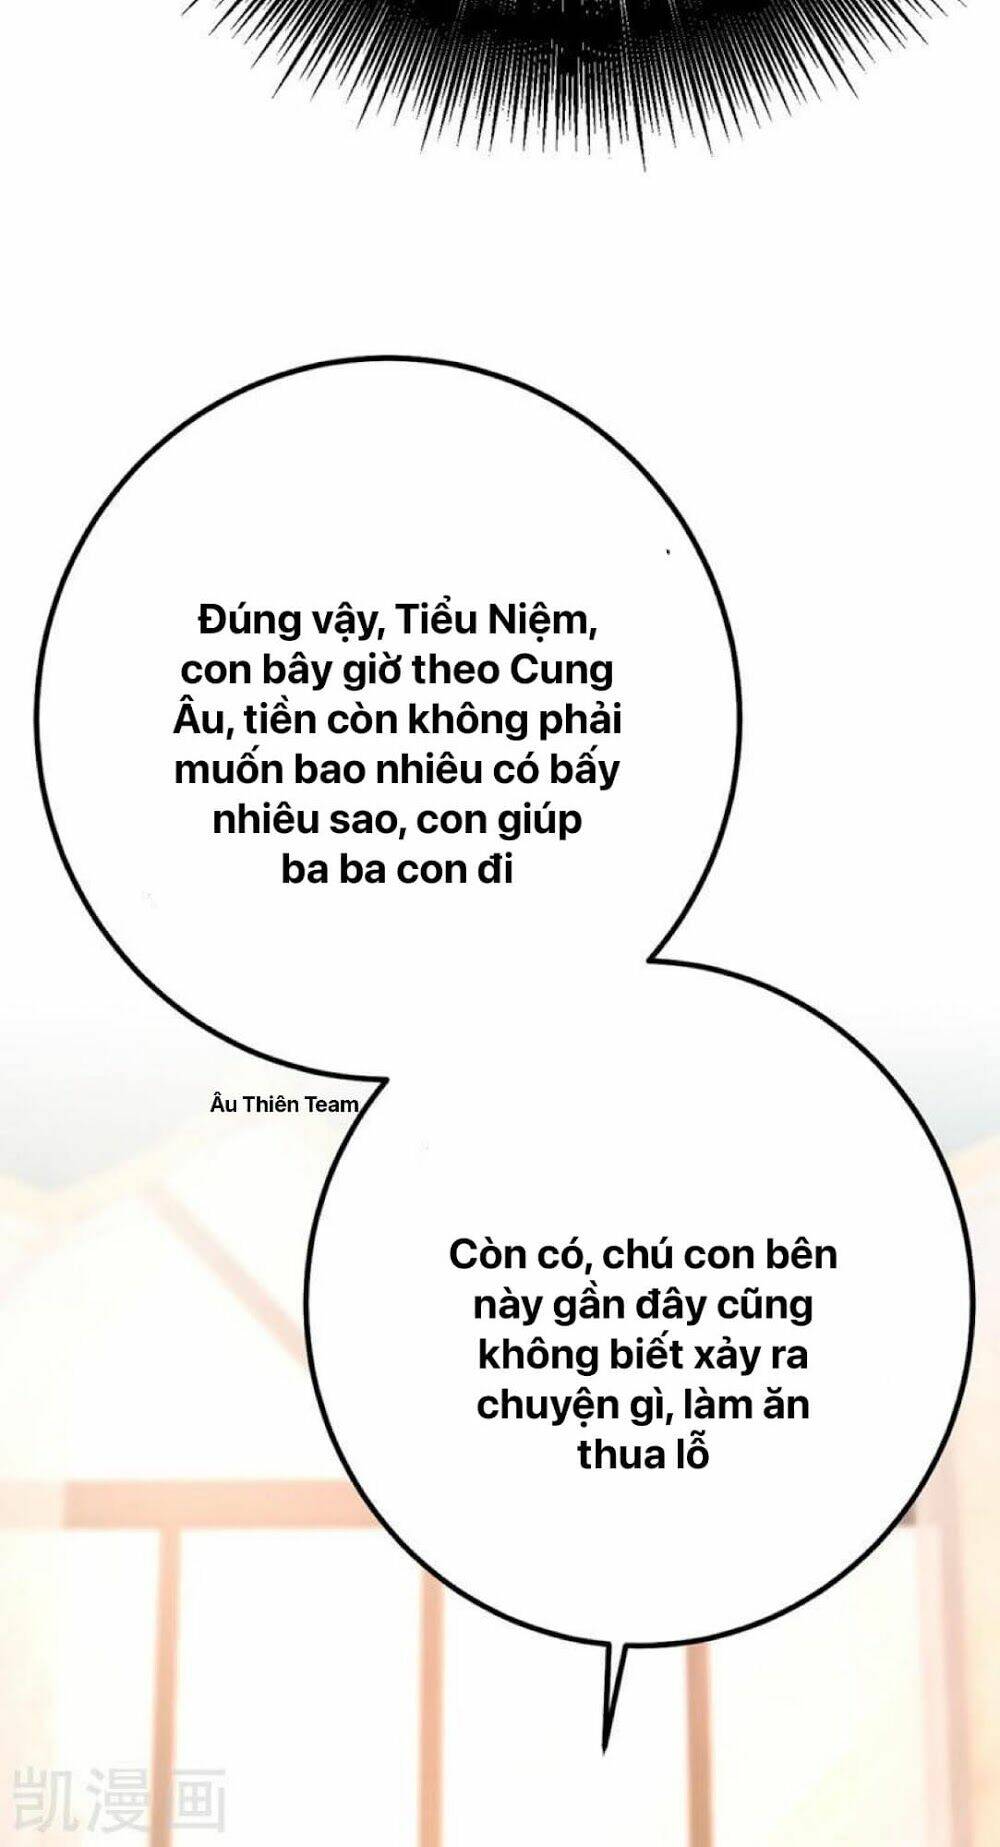 Đúng vậy, Tiểu Niệm,
con bây giờ theo Cung
Âu, tiền còn không phải
muốn bao nhiêu có bấy
nhiêu sao, con giúp
ba ba con đi
Âu Thiên Team
Còn có, chú con bên
này gần đây cũng
không biết xảy ra
chuyện gì, làm ăn
thua lỗ
凯漫画